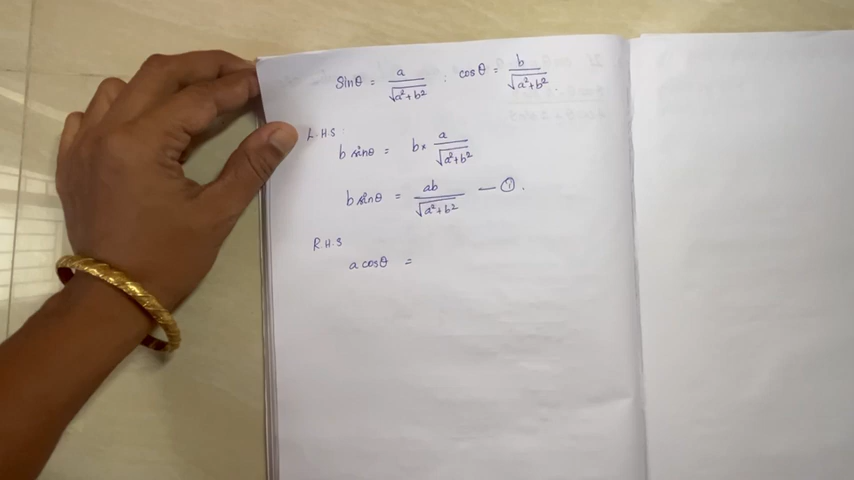 sinθ = a/√a²+b² : cosθ = b/√a²+b².
L.H.S:
b sinθ = b× a/√a²+b²
b sinθ = ab/√a²+b² — ①.
R.H.S
a cosθ =